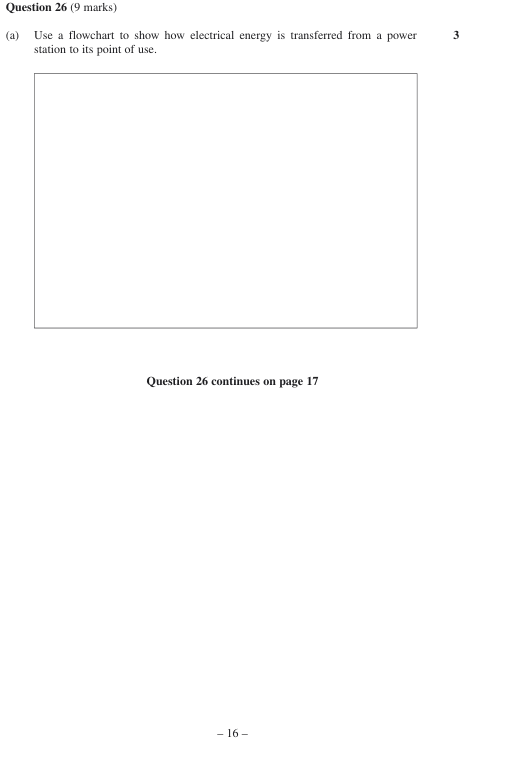 Question 26 (9 marks)
(a) Use a flowchart to show how electrical energy is transferred from a power 3
station to its point of use.
Question 26 continues on page 17
– 16 –